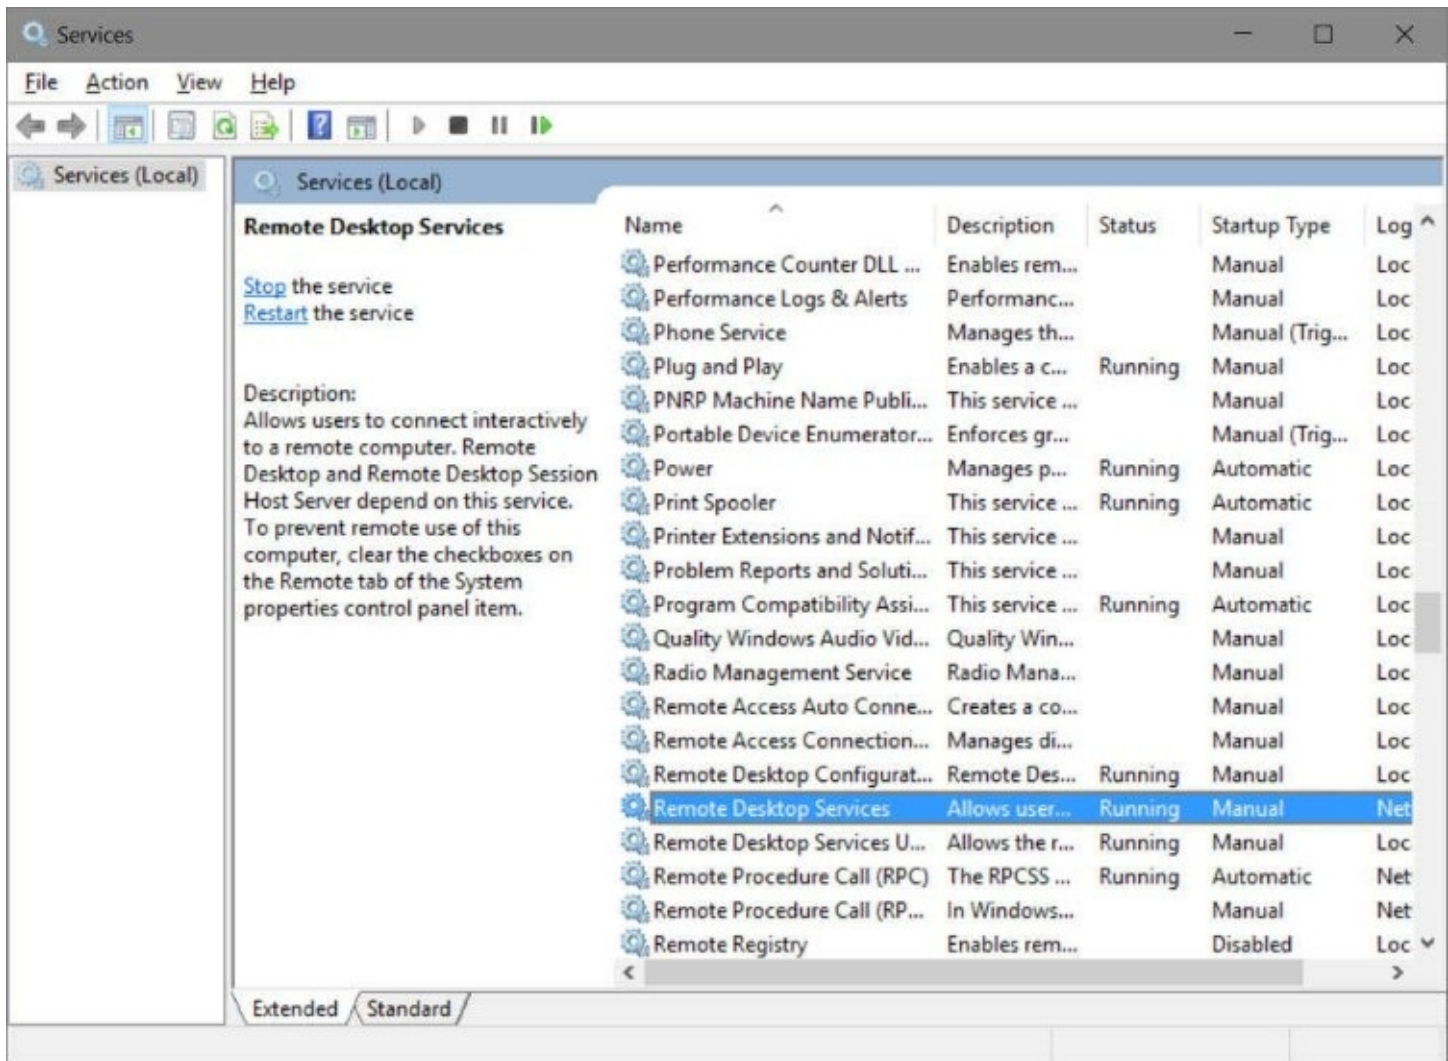 Services
File Action View Help
Services (Local)
Services (Local)
Remote Desktop Services
Stop the service
Restart the service
Description:
Allows users to connect interactively
to a remote computer. Remote
Desktop and Remote Desktop Session
Host Server depend on this service.
To prevent remote use of this
computer, clear the checkboxes on
the Remote tab of the System
properties control panel item.
Name Description Status Startup Type Log
Performance Counter DLL ... Enables rem... Manual Loc
Performance Logs & Alerts Performanc... Manual Loc
Phone Service Manages th... Manual (Trig... Loc
Plug and Play Enables a c... Running Manual Loc
PNRP Machine Name Publi... This service ... Manual Loc
Portable Device Enumerator... Enforces gr... Manual (Trig... Loc
Power Manages p... Running Automatic Loc
Print Spooler This service ... Running Automatic Loc
Printer Extensions and Notif... This service ... Manual Loc
Problem Reports and Soluti... This service ... Manual Loc
Program Compatibility Assi... This service ... Running Automatic Loc
Quality Windows Audio Vid... Quality Win... Manual Loc
Radio Management Service Radio Mana... Manual Loc
Remote Access Auto Conne... Creates a co... Manual Loc
Remote Access Connection... Manages di... Manual Loc
Remote Desktop Configurat... Remote Des... Running Manual Loc
Remote Desktop Services Allows user... Running Manual Net
Remote Desktop Services U... Allows the r... Running Manual Loc
Remote Procedure Call (RPC) The RPCSS ... Running Automatic Net
Remote Procedure Call (RP... In Windows... Manual Net
Remote Registry Enables rem... Disabled Loc
Extended Standard